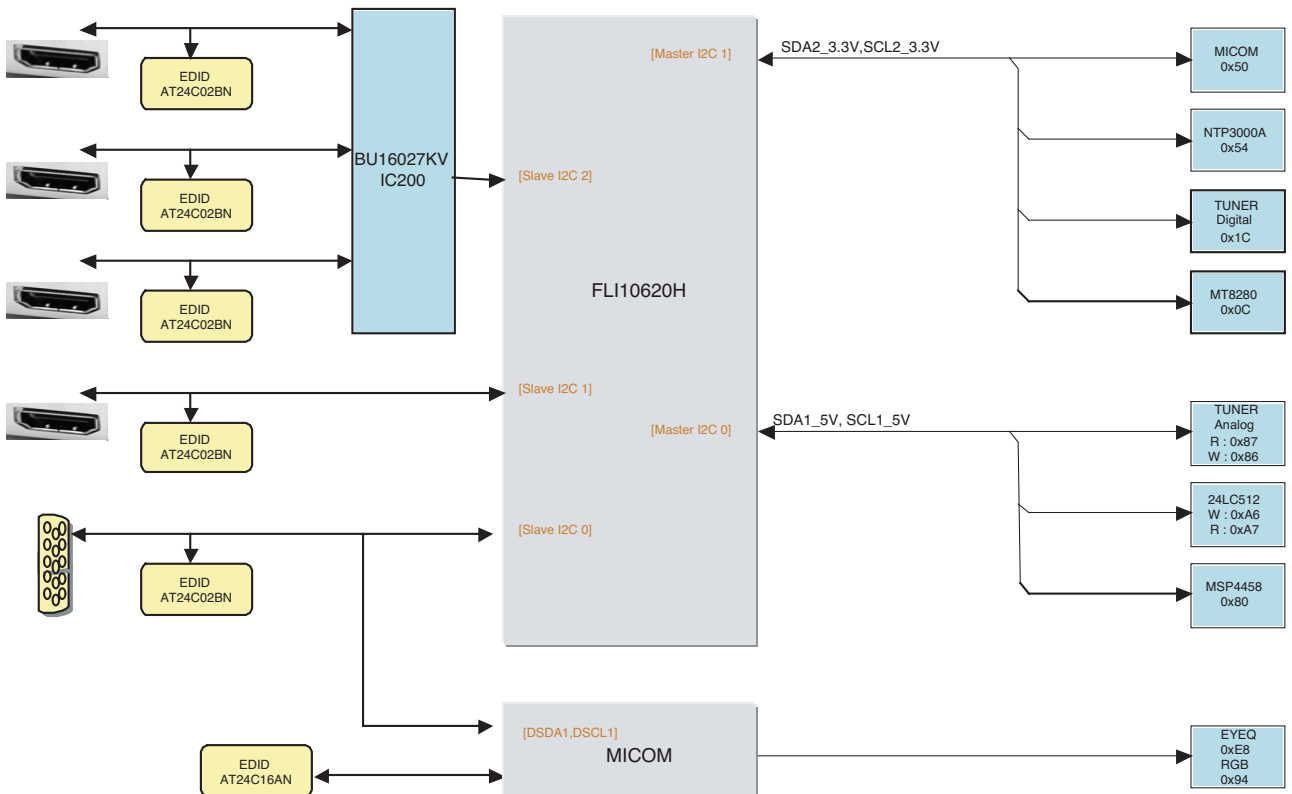 EDID
AT24C02BN
EDID
AT24C02BN
EDID
AT24C02BN
EDID
AT24C02BN
EDID
AT24C02BN
EDID
AT24C16AN
BU16027KV
IC200
[Master I2C 1]
[Slave I2C 2]
FLI10620H
[Slave I2C 1]
[Master I2C 0]
[Slave I2C 0]
[DSDA1,DSCL1]
MICOM
SDA2_3.3V,SCL2_3.3V
SDA1_5V, SCL1_5V
MICOM
0x50
NTP3000A
0x54
TUNER
Digital
0x1C
MT8280
0x0C
TUNER
Analog
R : 0x87
W : 0x86
24LC512
W : 0xA6
R : 0xA7
MSP4458
0x80
EYEQ
0xE8
RGB
0x94